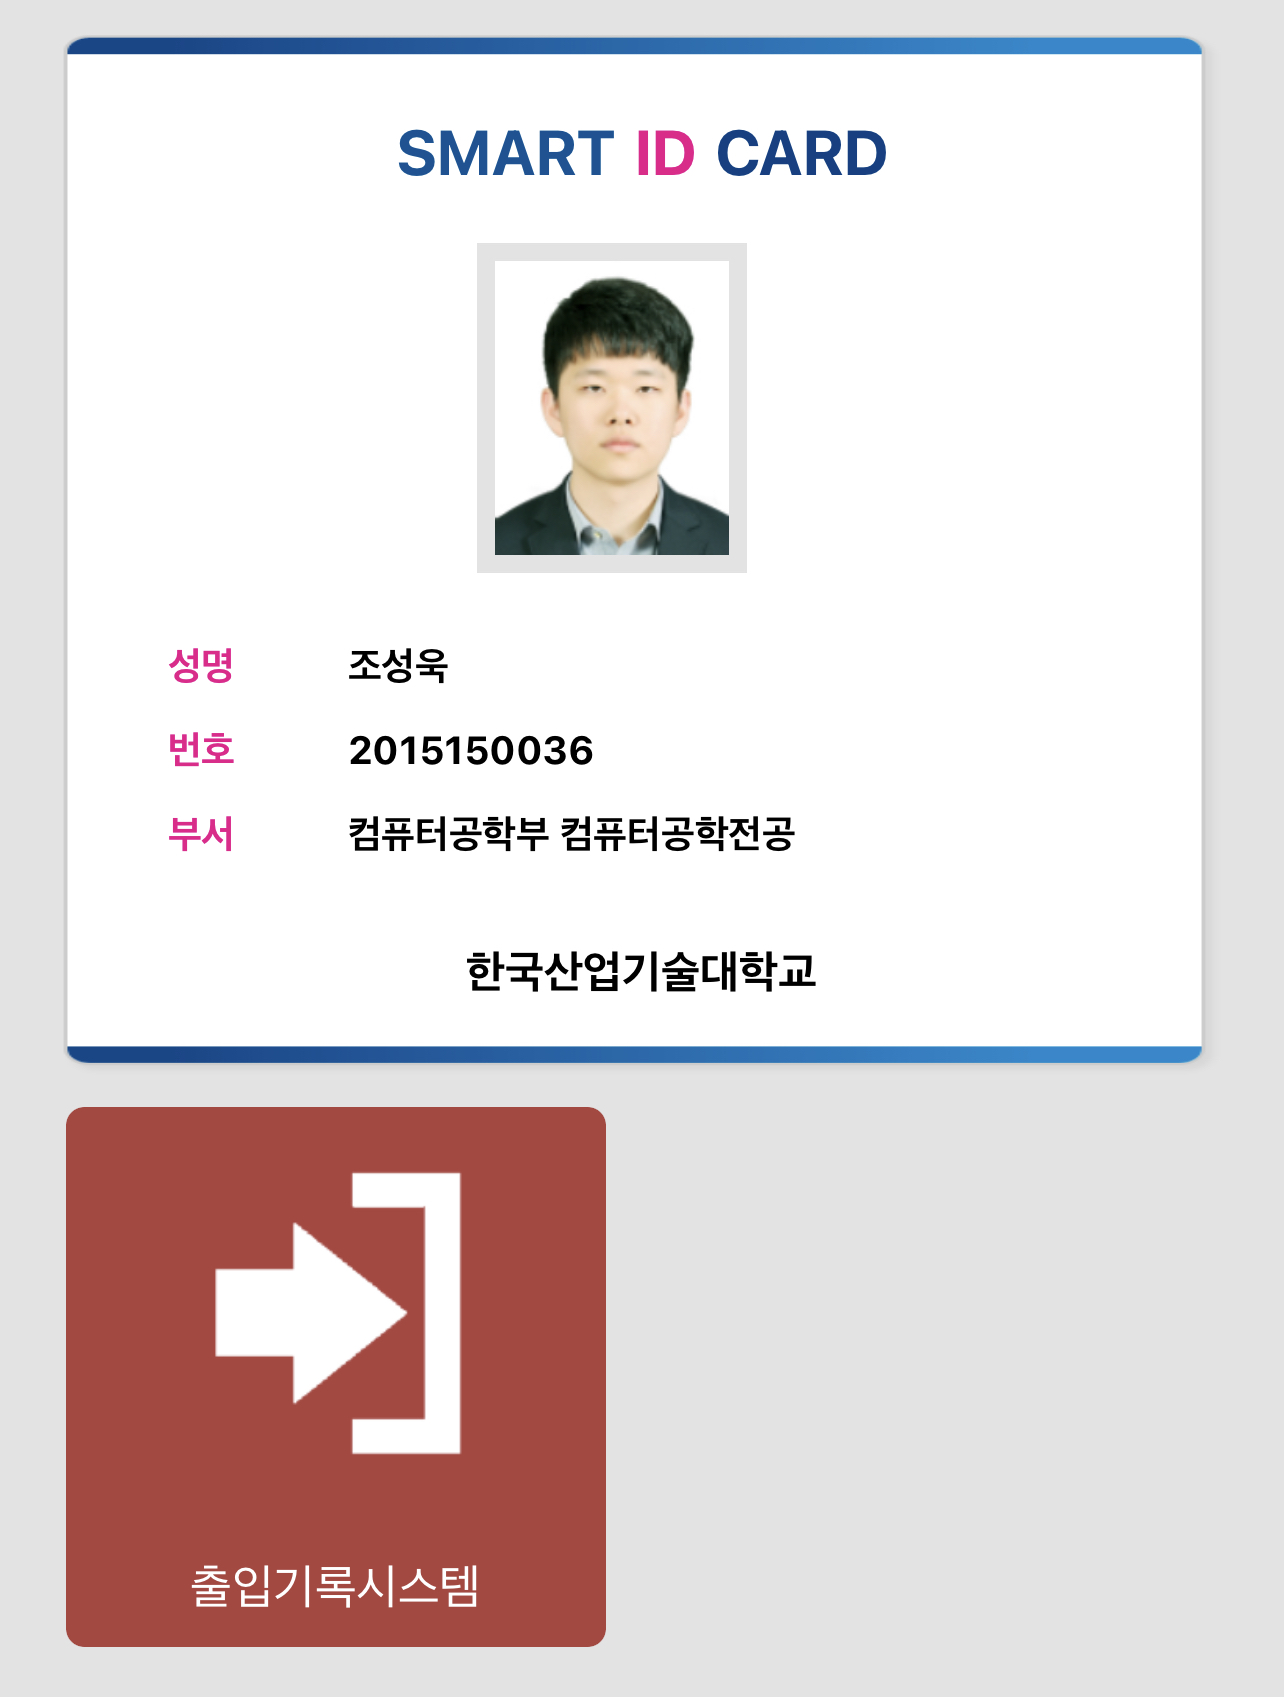 SMART ID CARD
성명 조성욱
번호 2015150036
부서 컴퓨터공학부 컴퓨터공학전공
한국산업기술대학교
출입기록시스템